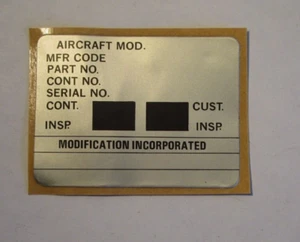 AIRCRAFT MOD.
MFR CODE
PART NO.
CONT NO.
SERIAL NO.
CONT. CUST.
INSP. INSP.
MODIFICATION INCORPORATED